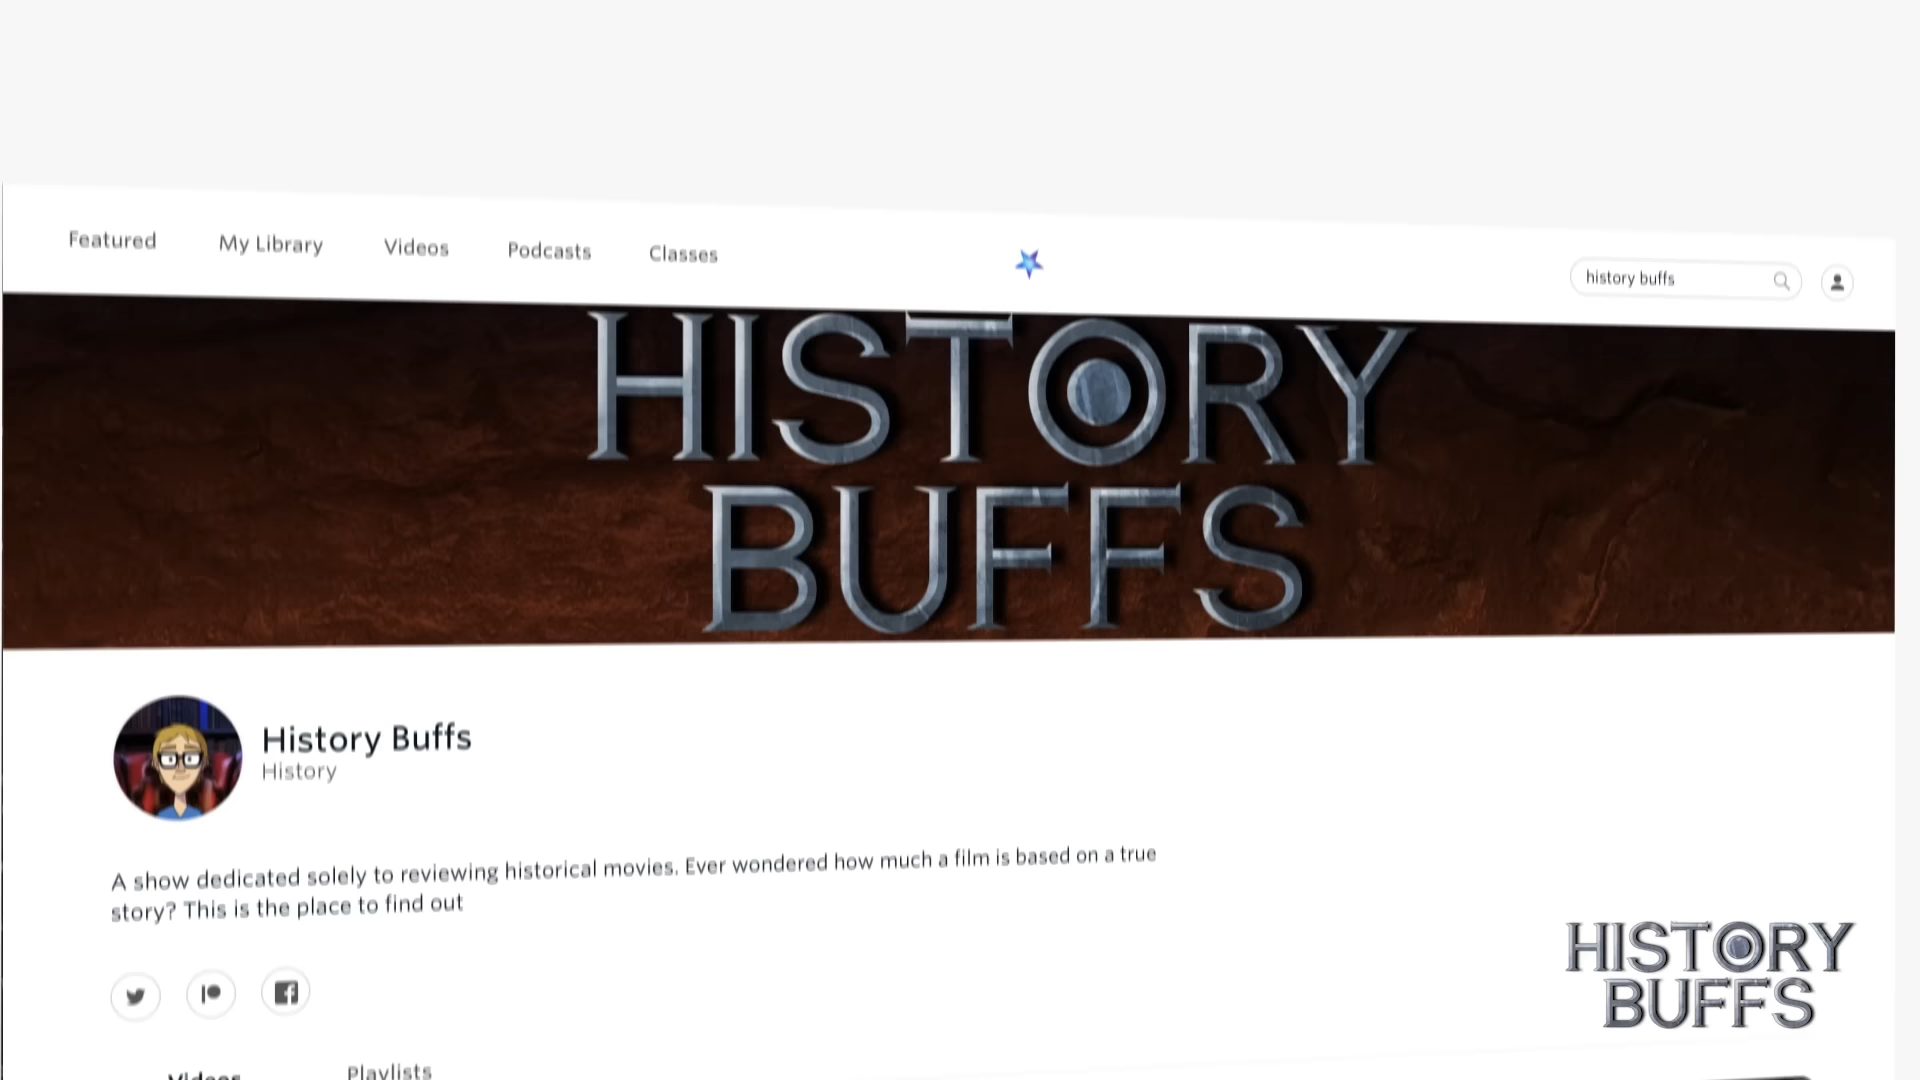 Featured
My Library
Videos
Podcasts
Classes
history buffs
HISTORY
BUFFS
History Buffs
History
A show dedicated solely to reviewing historical movies. Ever wondered how much a film is based on a true
story? This is the place to find out
HISTORY
BUFFS
Videos
Playlists